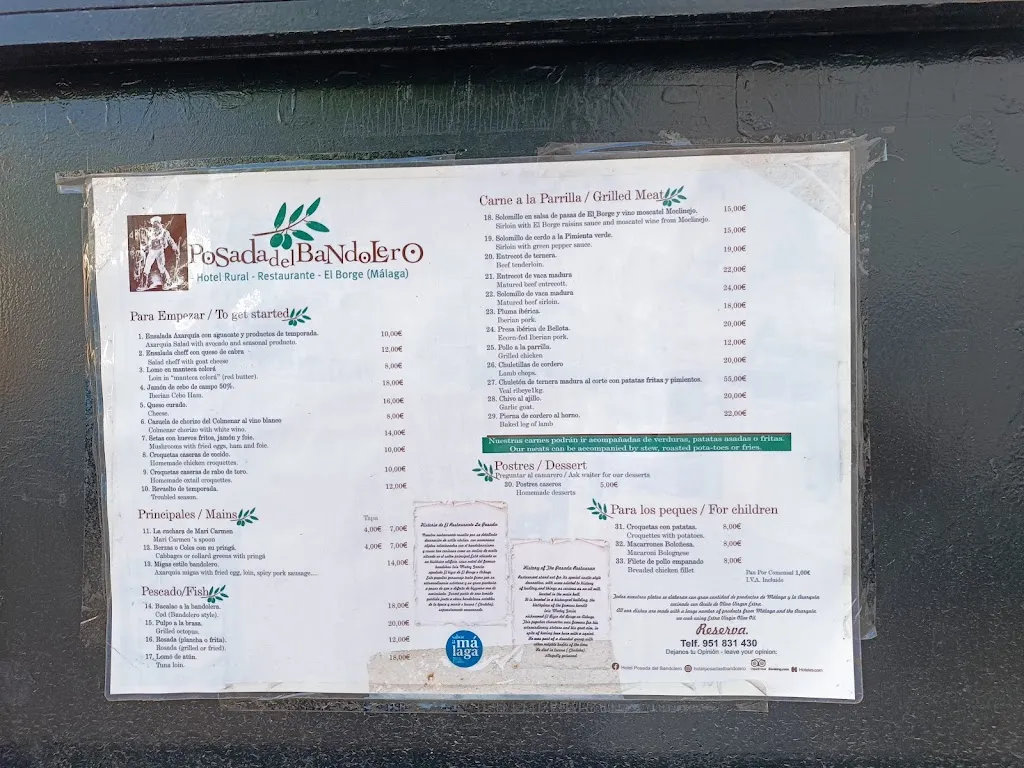 Posada del Bandolero
Hotel Rural - Restaurante - El Borge (Málaga)
Para Empezar / To get started
1. Ensalada Axarquía con aguacate y productos de temporada. 10,00€
Axarquia Salad with avocado and seasonal produce.
2. Ensalada cheff con queso de cabra 12,00€
Salad cheff with goat cheese
3. Lomo en manteca colorá 8,00€
Loin in "manteca colorá" (red butter).
4. Jamón de cebo de campo 50%. 18,00€
Iberian Cebo Ham.
5. Queso curado. 16,00€
Cheese.
6. Cazuela de chorizo del Colmenar al vino blanco 8,00€
Colmenar chorizo with white wine.
7. Setas con huevos fritos, jamón y foie. 14,00€
Mushrooms with fried eggs, ham and foie.
8. Croquetas caseras de cocido. 10,00€
Homemade chicken croquettes.
9. Croquetas caseras de rabo de toro. 10,00€
Homemade oxtail croquettes.
10. Revuelto de temporada. 12,00€
Troubled season.
Principales / Mains
Tapa
11. La cuchara de Mari Carmen 4,00€ 7,00€
Mari Carmen´s spoon
12. Berzas o Coles con su pringá. 4,00€ 7,00€
Cabbages or collard greens with pringá
13. Migas estilo bandolero. 14,00€
Axarquia migas with fried egg, loin, spicy pork sausage....
Pescado/Fish
14. Bacalao a la bandolera. 18,00€
Cod (Bandolero style).
15. Pulpo a la brasa. 20,00€
Grilled octopus.
16. Rosada (plancha o frita). 12,00€
Rosada (grilled or fried).
17. Lomo de atún. 18,00€
Tuna loin.
Carne a la Parrilla / Grilled Meat
18. Solomillo en salsa de pasas de El Borge y vino moscatel Moclinejo. 15,00€
Sirloin with El Borge raisins sauce and moscatel wine from Moclinejo.
19. Solomillo de cerdo a la Pimienta verde. 15,00€
Sirloin with green pepper sauce.
20. Entrecot de ternera. 19,00€
Beef tenderloin.
21. Entrecot de vaca madura 22,00€
Matured beef entrecott.
22. Solomillo de vaca madura 24,00€
Matured beef sirloin.
23. Pluma ibérica. 18,00€
Iberian pork.
24. Presa ibérica de Bellota. 20,00€
Ecorn-fed Iberian pork.
25. Pollo a la parrilla. 12,00€
Grilled chicken
26. Chuletillas de cordero 20,00€
Lamb chops.
27. Chuletón de ternera madura al corte con patatas fritas y pimientos. 55,00€
Veal ribeye1kg.
28. Chivo al ajillo. 20,00€
Garlic goat.
29. Pierna de cordero al horno. 22,00€
Baked leg of lamb
Nuestras carnes podrán ir acompañadas de verduras, patatas asadas o fritas.
Our meats can be accompanied by stew, roasted pota-toes or fries.
Postres / Dessert
Preguntar al camarero / Ask waiter for our desserts
30. Postres caseros 5,00€
Homemade desserts
Para los peques / For children
31. Croquetas con patatas. 8,00€
Croquettes with potatoes.
32. Macarrones Boloñesa. 8,00€
Macaroni Bolognese
33. Filete de pollo empanado 8,00€
Breaded chicken fillet
Pan Por Comensal 1,00€
I.V.A. Incluido
Historia de El Restaurante La Granda
History of The Granda Restaurant
sabor a
málaga
Reserva.
Telf. 951 831 430
Dejanos tu Opinión - leave your opinion;
Hotel Posada del Bandolero